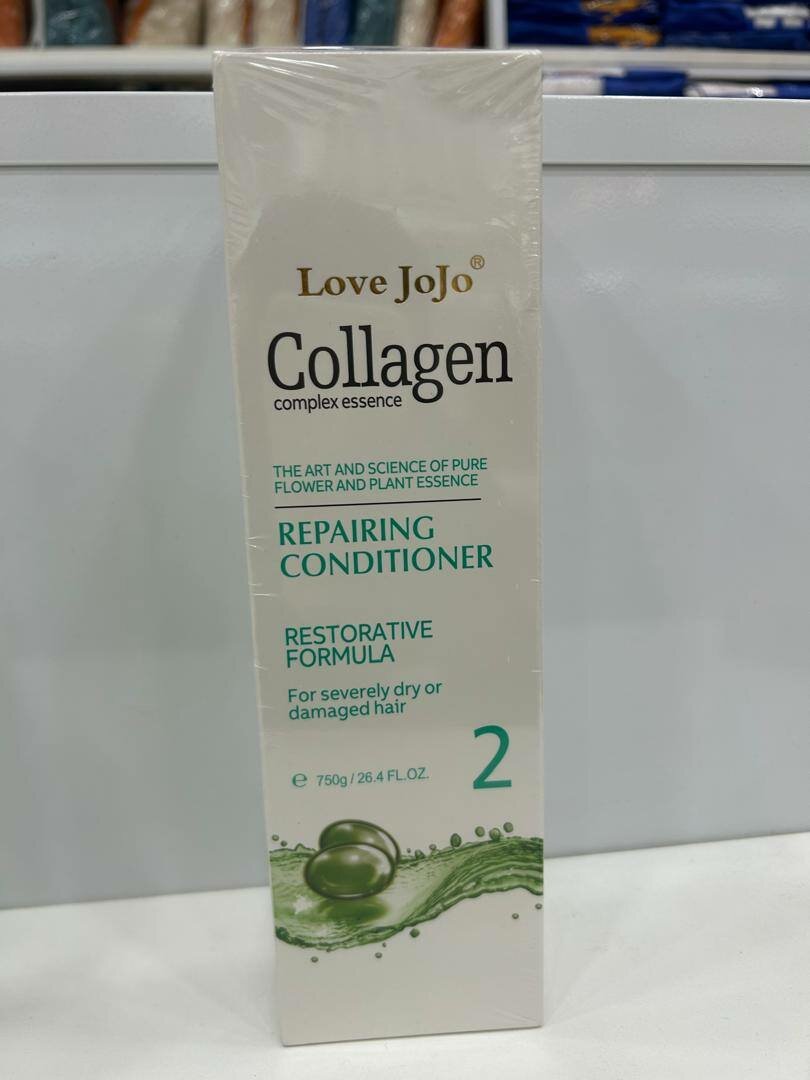 Love JoJo®
Collagen
complex essence
THE ART AND SCIENCE OF PURE
FLOWER AND PLANT ESSENCE
REPAIRING
CONDITIONER
RESTORATIVE
FORMULA
For severely dry or
damaged hair
2
℮ 750g / 26.4 FL.OZ.